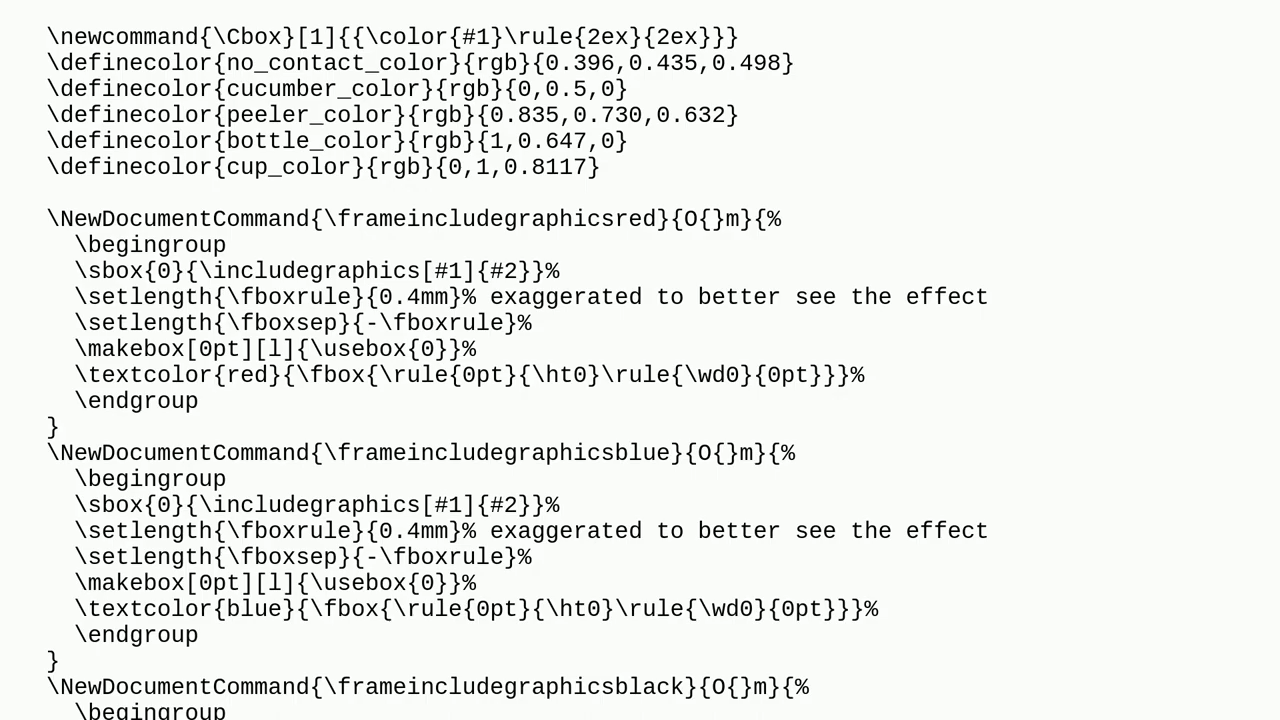 \newcommand{\Cbox}[1]{{\color{#1}\rule{2ex}{2ex}}}
\definecolor{no_contact_color}{rgb}{0.396,0.435,0.498}
\definecolor{cucumber_color}{rgb}{0,0.5,0}
\definecolor{peeler_color}{rgb}{0.835,0.730,0.632}
\definecolor{bottle_color}{rgb}{1,0.647,0}
\definecolor{cup_color}{rgb}{0,1,0.8117}

\NewDocumentCommand{\frameincludegraphicsred}{O{}m}{%
  \begingroup
  \sbox{0}{\includegraphics[#1]{#2}}%
  \setlength{\fboxrule}{0.4mm}% exaggerated to better see the effect
  \setlength{\fboxsep}{-\fboxrule}%
  \makebox[0pt][l]{\usebox{0}}%
  \textcolor{red}{\fbox{\rule{0pt}{\ht0}\rule{\wd0}{0pt}}}%
  \endgroup
}
\NewDocumentCommand{\frameincludegraphicsblue}{O{}m}{%
  \begingroup
  \sbox{0}{\includegraphics[#1]{#2}}%
  \setlength{\fboxrule}{0.4mm}% exaggerated to better see the effect
  \setlength{\fboxsep}{-\fboxrule}%
  \makebox[0pt][l]{\usebox{0}}%
  \textcolor{blue}{\fbox{\rule{0pt}{\ht0}\rule{\wd0}{0pt}}}%
  \endgroup
}
\NewDocumentCommand{\frameincludegraphicsblack}{O{}m}{%
  \begingroup